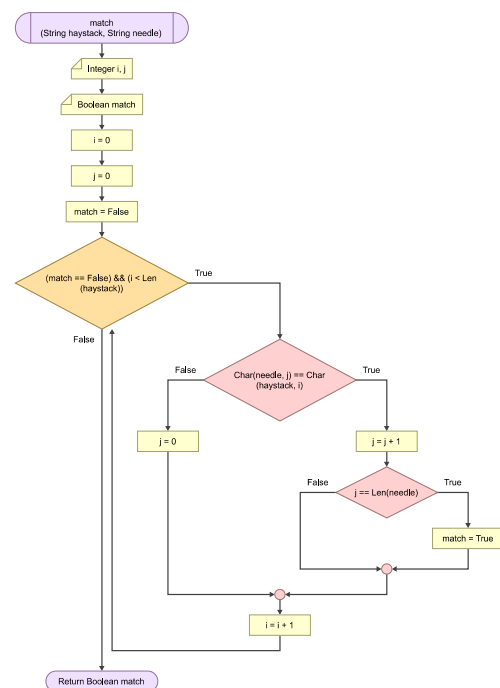 match
(String haystack, String needle)
Integer i, j
Boolean match
i = 0
j = 0
match = False
(match == False) && (i < Len
(haystack))
True
False
Char(needle, j) == Char
(haystack, i)
False
True
j = 0
j = j + 1
j == Len(needle)
False
True
match = True
i = i + 1
Return Boolean match